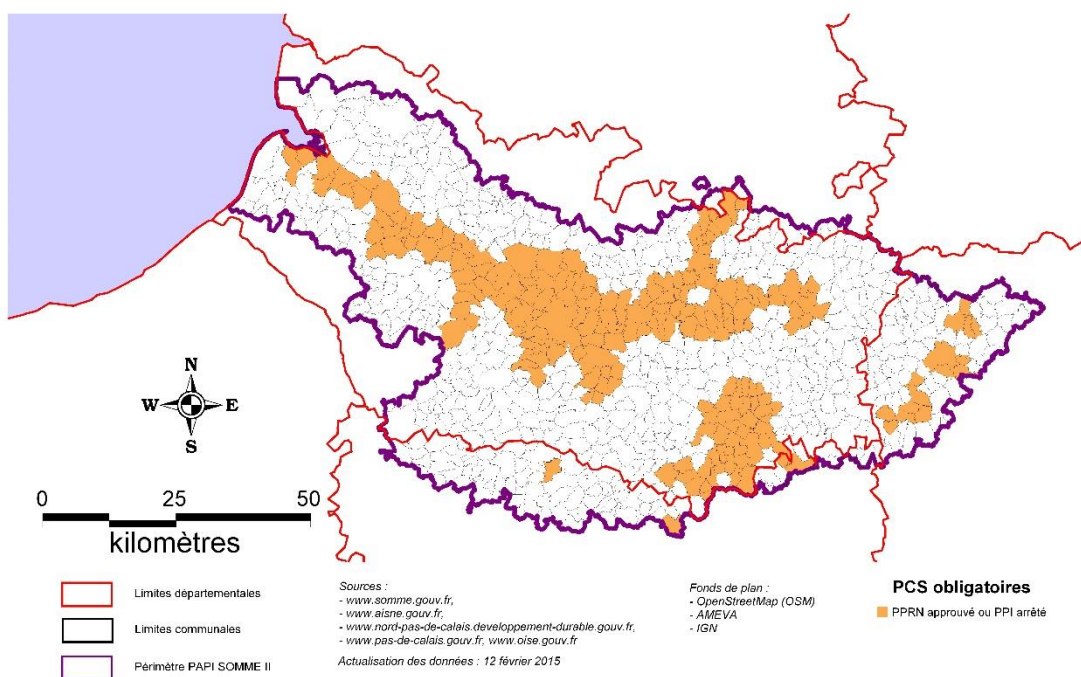 N
W E
S
0 25 50
kilomètres
Limites départementales
Limites communales
Périmètre PAPI SOMME II
Sources :
- www.somme.gouv.fr,
- www.aisne.gouv.fr,
- www.nord-pas-de-calais.developpement-durable.gouv.fr,
- www.pas-de-calais.gouv.fr, www.oise.gouv.fr
Actualisation des données : 12 février 2015
Fonds de plan :
- OpenStreetMap (OSM)
- AMEVA
- IGN
PCS obligatoires
PPRN approuvé ou PPI arrêté